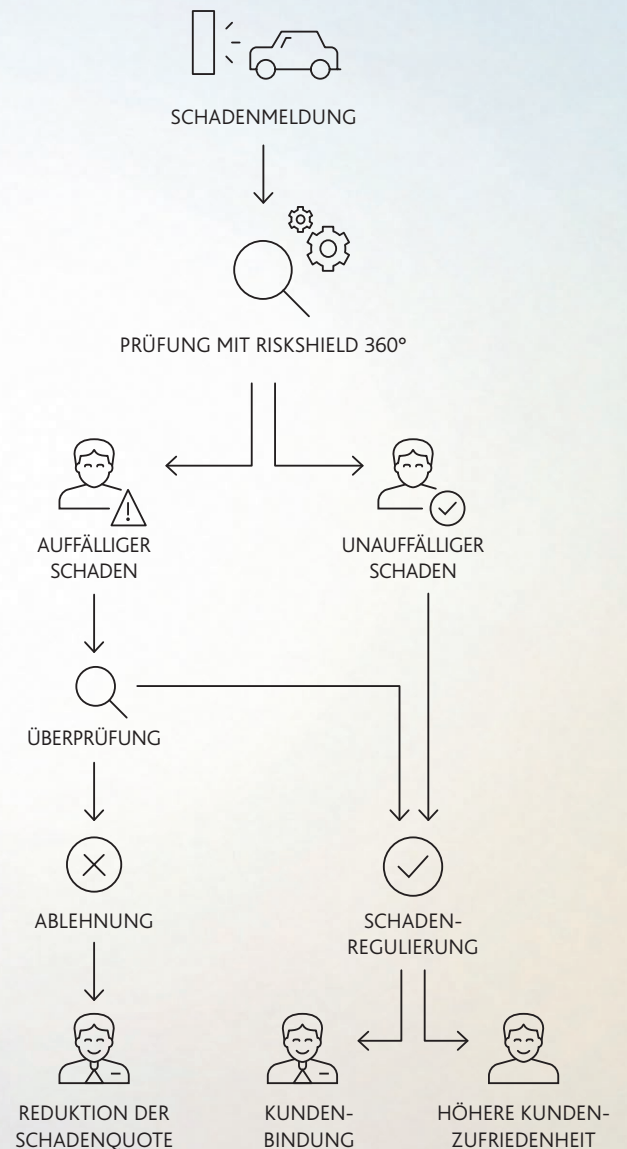 SCHADENMELDUNG
PRÜFUNG MIT RISKSHIELD 360°
AUFFÄLLIGER
SCHADEN
UNAUFFÄLLIGER
SCHADEN
ÜBERPRÜFUNG
ABLEHNUNG
SCHADEN-
REGULIERUNG
REDUKTION DER
SCHADENQUOTE
KUNDEN-
BINDUNG
HÖHERE KUNDEN-
ZUFRIEDENHEIT